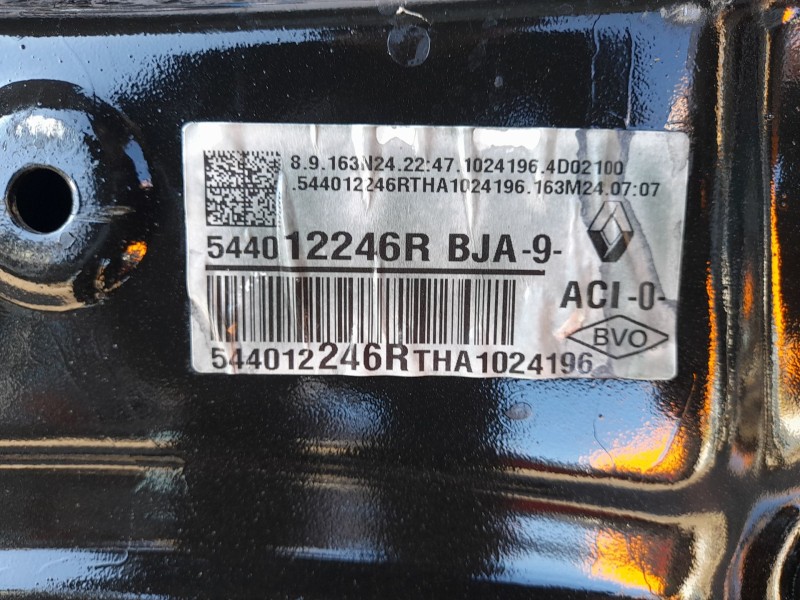 8.9.163N24.22:47.1024196.4D02100
.544012246RTHA1024196.163M24.07:07
544012246R BJA-9-
ACI-0-
BVO
544012246RTHA1024196